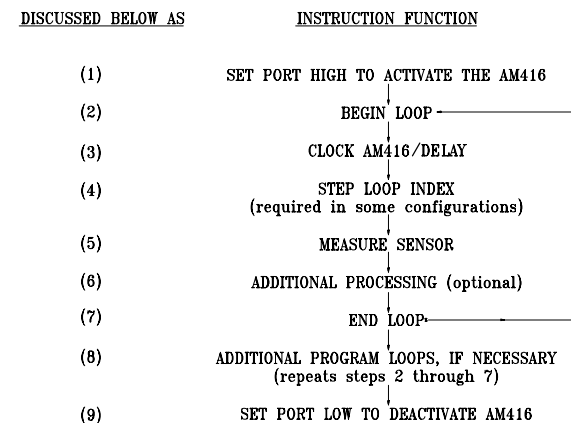 DISCUSSED BELOW AS INSTRUCTION FUNCTION
(1) SET PORT HIGH TO ACTIVATE THE AM416
(2) BEGIN LOOP
(3) CLOCK AM416/DELAY
(4) STEP LOOP INDEX
(required in some configurations)
(5) MEASURE SENSOR
(6) ADDITIONAL PROCESSING (optional)
(7) END LOOP
(8) ADDITIONAL PROGRAM LOOPS, IF NECESSARY
(repeats steps 2 through 7)
(9) SET PORT LOW TO DEACTIVATE AM416